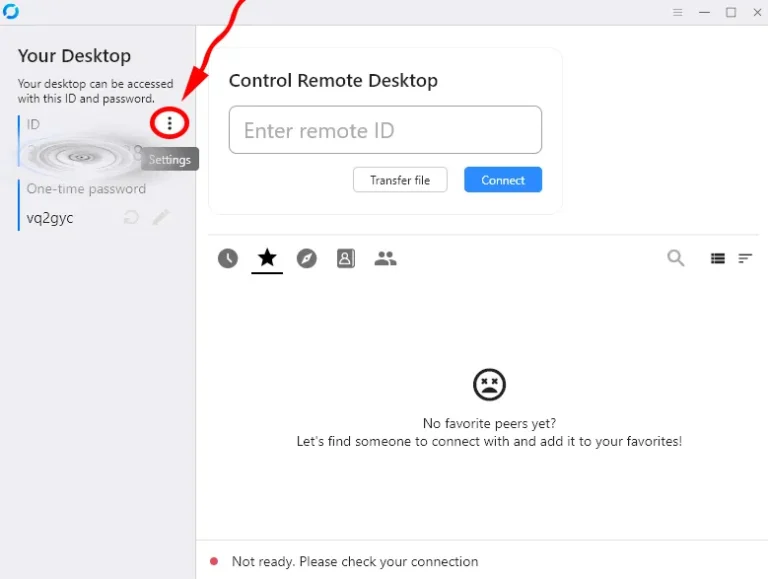 Your Desktop
Your desktop can be accessed
with this ID and password.
ID
Settings
One-time password
vq2gyc
Control Remote Desktop
Enter remote ID
Transfer file
Connect
No favorite peers yet?
Let's find someone to connect with and add it to your favorites!
Not ready. Please check your connection